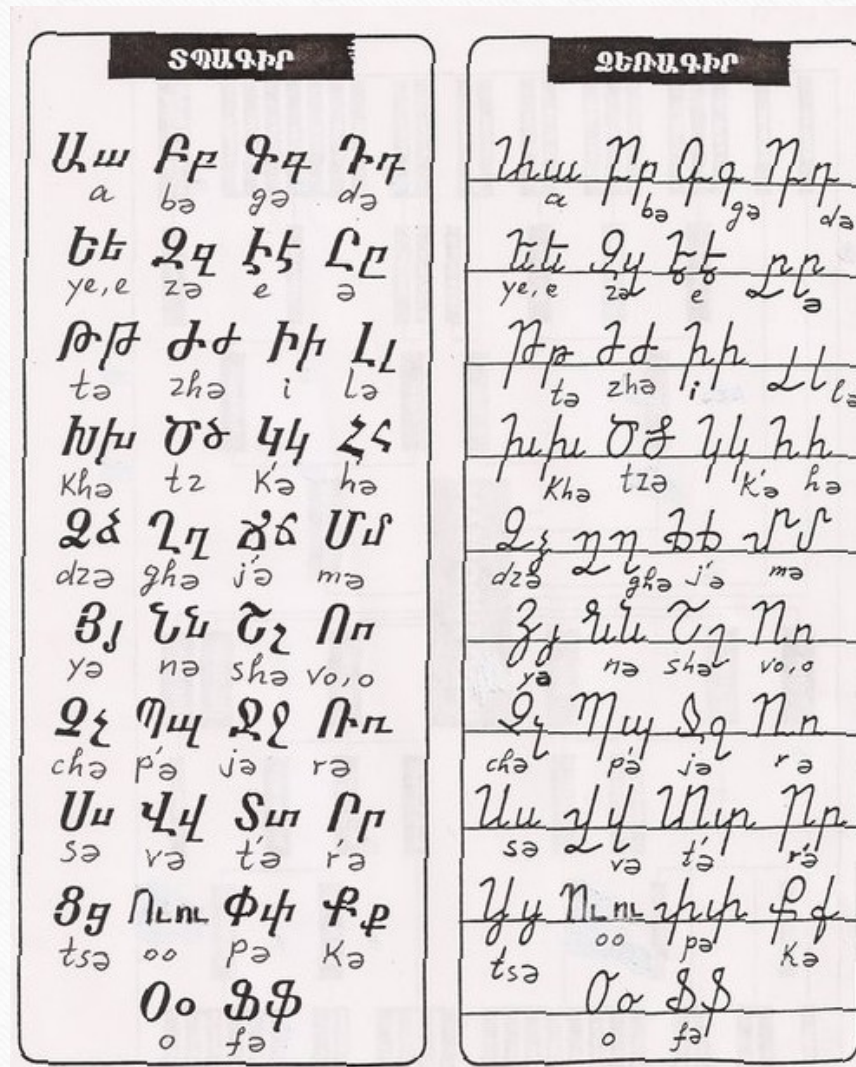 ՏՊԱԳԻՐ
Աա Բբ Գգ Դդ
a bə gə də
Եե Զզ Էէ Ըը
ye,e zə e ə
Թթ Ժժ Իի Լլ
tə zhə i lə
Խխ Ծծ Կկ Հհ
khə tz k'ə hə
Ձձ Ղղ Ճճ Մմ
dzə ghə j'ə mə
Յյ Նն Շշ Ոո
yə nə shə vo,o
Չչ Պպ Ջջ Ռռ
chə p'ə jə rə
Սս Վվ Տտ Րր
sə və t'ə r'ə
Ցց Ուու Փփ Քք
tsə oo pə kə
Օօ Ֆֆ
o fə
ՁԵՌԱԳԻՐ
Աա Բբ Գգ Դդ
a bə gə də
Եե Զզ Էէ Ըը
ye,e zə e ə
Թթ Ժժ Իի Լլ
tə zhə i lə
Խխ Ծծ Կկ Հհ
khə tzə k'ə hə
Ձձ Ղղ Ճճ Մմ
dzə ghə j'ə mə
Յյ Նն Շշ Ոո
yə nə shə vo,o
Չչ Պպ Ջջ Ռռ
chə p'ə jə rə
Սս Վվ Տտ Րր
sə və t'ə r'ə
Ցց Ուու Փփ Քք
tsə oo pə kə
Օօ Ֆֆ
o fə